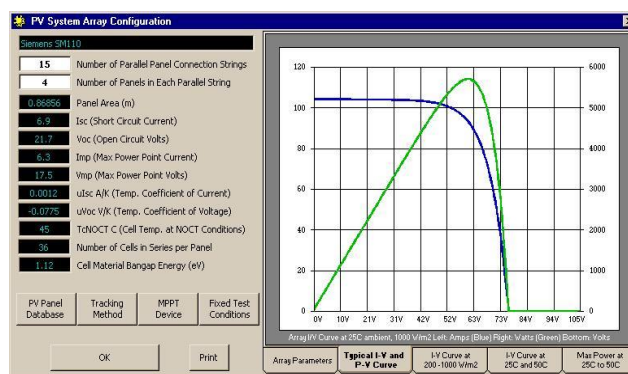 PV System Array Configuration
Siemens SM110
15 Number of Parallel Panel Connection Strings
4 Number of Panels in Each Parallel String
0.86856 Panel Area (m)
6.9 Isc (Short Circuit Current)
21.7 Voc (Open Circuit Volts)
6.3 Imp (Max Power Point Current)
17.5 Vmp (Max Power Point Volts)
0.0012 uIsc A/K (Temp. Coefficient of Current)
-0.0775 uVoc V/K (Temp. Coefficient of Voltage)
45 TcNOCT C (Cell Temp. at NOCT Conditions)
36 Number of Cells in Series per Panel
1.12 Cell Material Bangap Energy (eV)
PV Panel Database
Tracking Method
MPPT Device
Fixed Test Conditions
OK
Print
120 6000
100 5000
80 4000
60 3000
40 2000
20 1000
0 0
0V 10V 21V 31V 42V 52V 63V 73V 84V 94V 105V
Array I/V Curve at 25C ambient, 1000 W/m2 Left: Amps (Blue) Right: Watts (Green) Bottom: Volts
Array Parameters
Typical I-V and P-V Curve
I-V Curve at 200-1000 W/m2
I-V Curve at 25C and 50C
Max Power at 25C to 50C